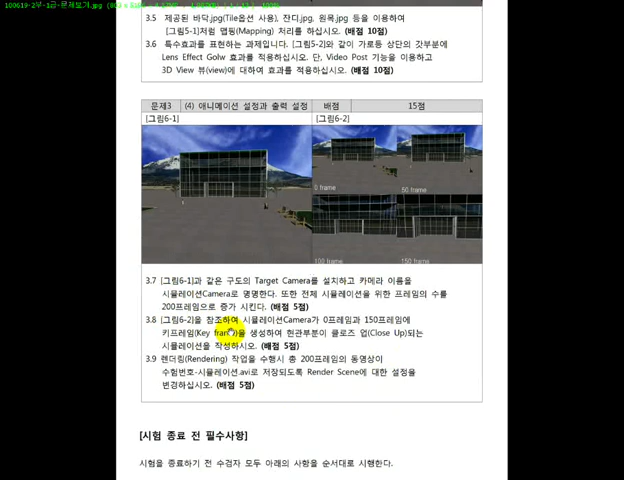 3.5 제공된 바닥.jpg(Tile옵션 사용), 잔디.jpg, 원목.jpg 등을 이용하여
[그림5-1]처럼 맵핑(Mapping) 처리를 하십시오. (배점 10점)
3.6 특수효과를 표현하는 과제입니다. [그림5-2]와 같이 가로등 상단의 갓부분에
Lens Effect Golw 효과를 적용하십시오. 단, Video Post 기능을 이용하고
3D View 뷰(view)에 대하여 효과를 적용하십시오. (배점 10점)
문제3 (4) 애니메이션 설정과 출력 설정 배점 15점
[그림6-1] [그림6-2]
0 frame 50 frame
100 frame 150 frame
3.7 [그림6-1]과 같은 구도의 Target Camera를 설치하고 카메라 이름을
시뮬레이션Camera로 명명한다. 또한 전체 시뮬레이션을 위한 프레임의 수를
200프레임으로 증가 시킨다. (배점 5점)
3.8 [그림6-2]을 참조하여 시뮬레이션Camera가 0프레임과 150프레임에
키프레임(Key frame)을 생성하여 현관부분이 클로즈 업(Close Up)되는
시뮬레이션을 작성하시오. (배점 5점)
3.9 렌더링(Rendering) 작업을 수행시 총 200프레임의 동영상이
수험번호-시뮬레이션.avi로 저장되도록 Render Scene에 대한 설정을
변경하십시오. (배점 5점)
[시험 종료 전 필수사항]
시험을 종료하기 전 수검자 모두 아래의 사항을 순서대로 시행한다.